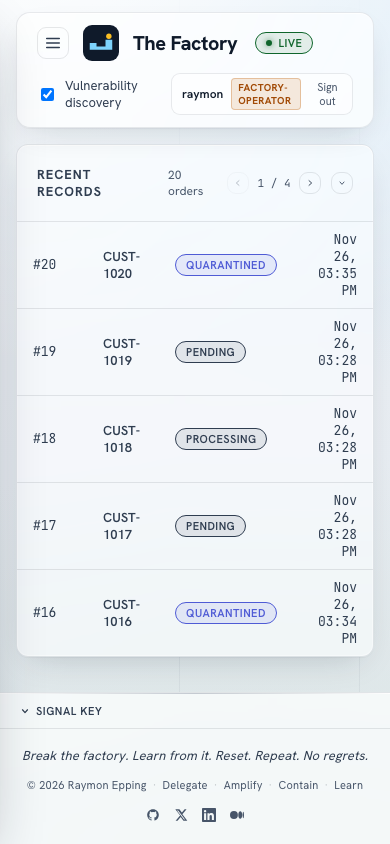 The Factory
LIVE
Vulnerability
discovery
raymon
FACTORY-
OPERATOR
Sign
out
RECENT
RECORDS
20
orders
1 / 4
#20
CUST-
1020
QUARANTINED
Nov
26,
03:35
PM
#19
CUST-
1019
PENDING
Nov
26,
03:28
PM
#18
CUST-
1018
PROCESSING
Nov
26,
03:28
PM
#17
CUST-
1017
PENDING
Nov
26,
03:28
PM
#16
CUST-
1016
QUARANTINED
Nov
26,
03:34
PM
SIGNAL KEY
Break the factory. Learn from it. Reset. Repeat. No regrets.
© 2026 Raymon Epping · Delegate · Amplify · Contain · Learn